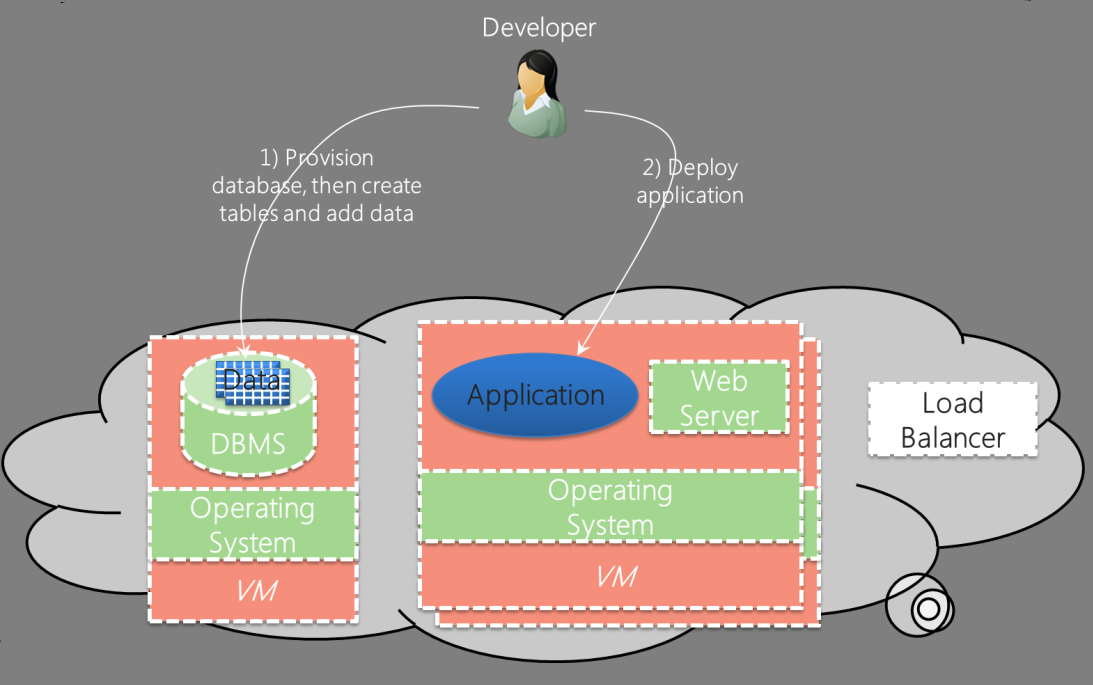 Developer
1) Provision
database, then create
tables and add data
2) Deploy
application
Data
DBMS
Operating
System
VM
Application
Web
Server
Operating
System
VM
Load
Balancer